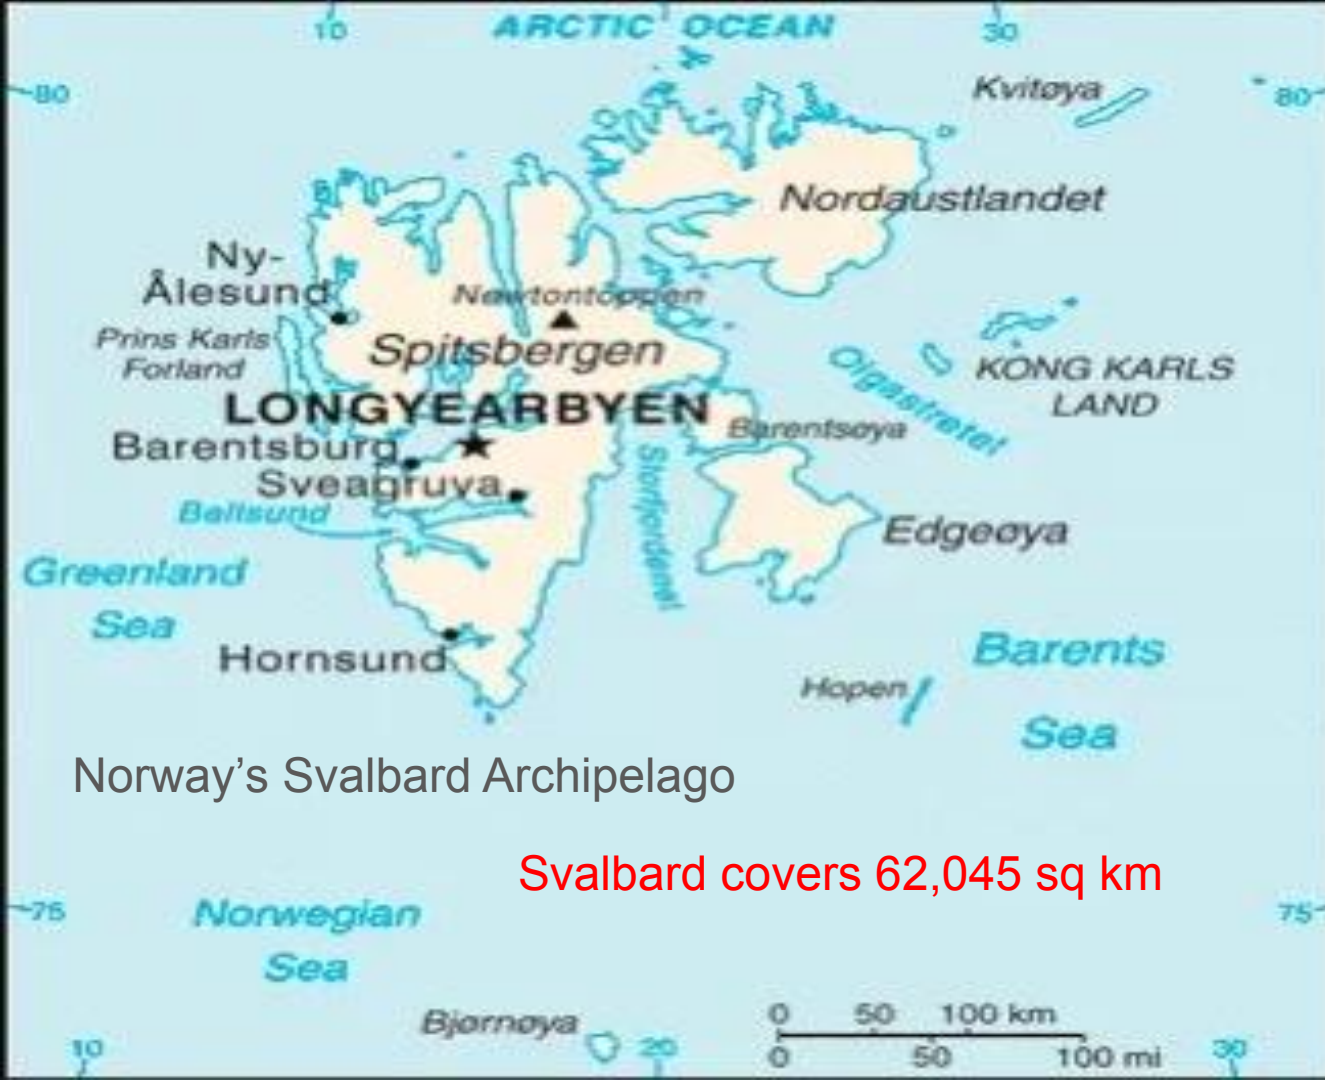 10
ARCTIC OCEAN
30
80
Kvitøya
80
Nordaustlandet
Ny-
Ålesund
Newtontoppen
Prins Karls
Forland
Spitsbergen
KONG KARLS
LAND
Olgastretet
LONGYEARBYEN
Barentsøya
Barentsburg
Storfjordenet
Sveagruva
Bellsund
Edgeøya
Greenland
Sea
Hornsund
Barents
Sea
Hopen
Norway’s Svalbard Archipelago
Svalbard covers 62,045 sq km
75
Norwegian
Sea
75
Bjørnøya
0 50 100 km
0 50 100 mi
10
20
30